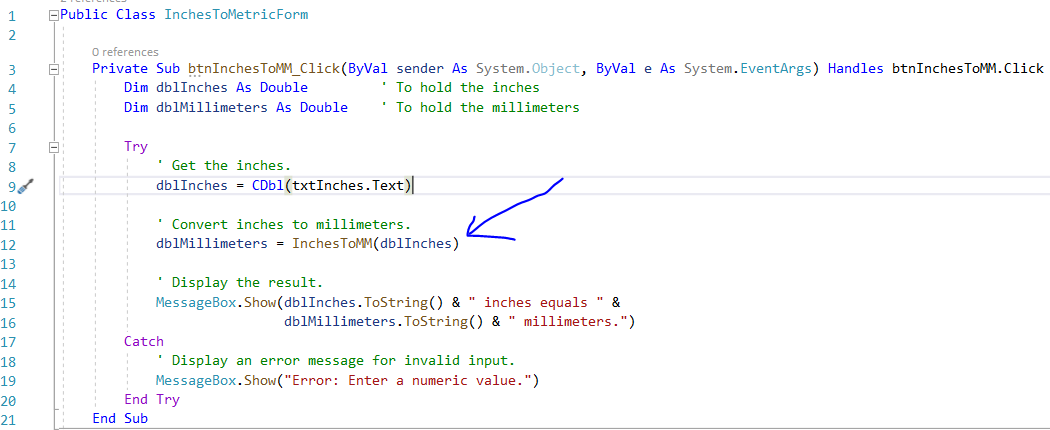 2 references
1 Public Class InchesToMetricForm
2
0 references
3 Private Sub btnInchesToMM_Click(ByVal sender As System.Object, ByVal e As System.EventArgs) Handles btnInchesToMM.Click
4 Dim dblInches As Double ' To hold the inches
5 Dim dblMillimeters As Double ' To hold the millimeters
6
7 Try
8 ' Get the inches.
9 dblInches = CDbl(txtInches.Text)
10
11 ' Convert inches to millimeters.
12 dblMillimeters = InchesToMM(dblInches)
13
14 ' Display the result.
15 MessageBox.Show(dblInches.ToString() & " inches equals " &
16 dblMillimeters.ToString() & " millimeters.")
17 Catch
18 ' Display an error message for invalid input.
19 MessageBox.Show("Error: Enter a numeric value.")
20 End Try
21 End Sub